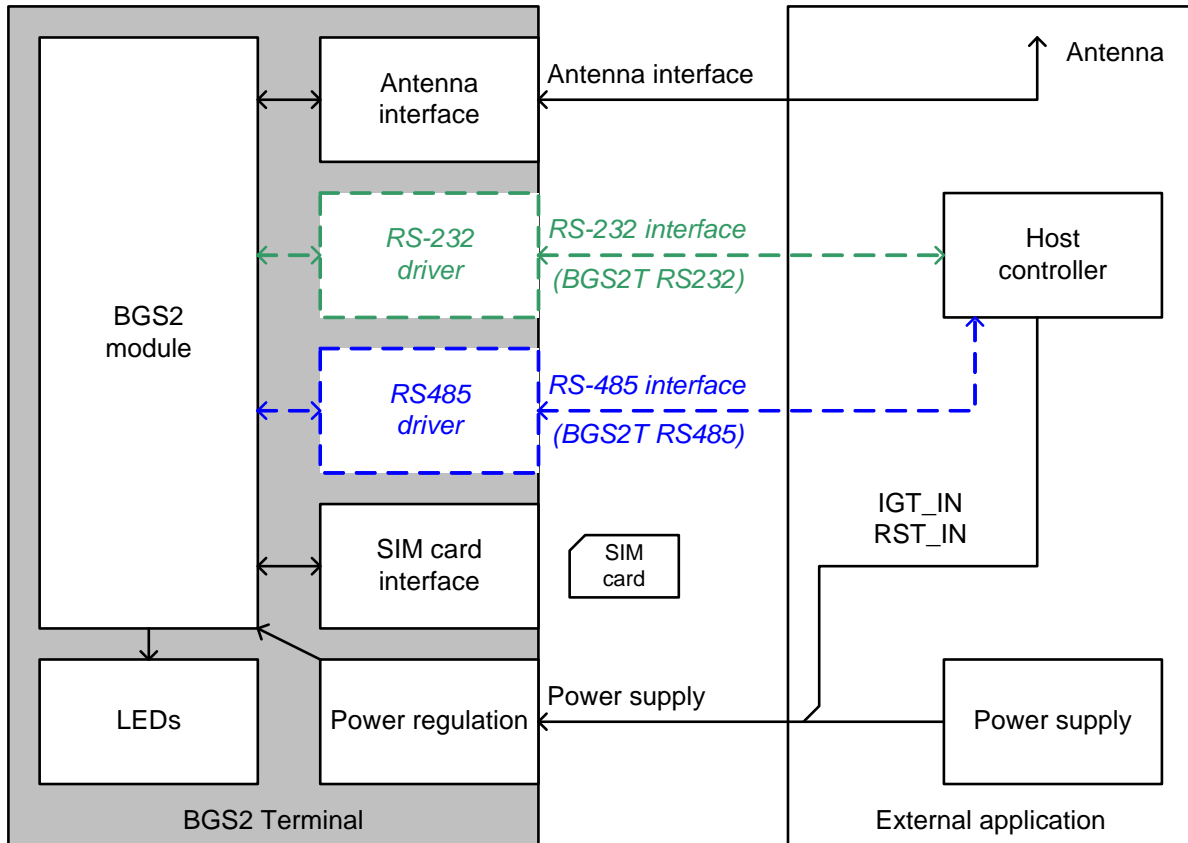 Antenna
interface
Antenna interface
Antenna
BGS2
module
RS-232
driver
RS-232 interface
(BGS2T RS232)
Host
controller
RS485
driver
RS-485 interface
(BGS2T RS485)
IGT_IN
RST_IN
SIM card
interface
SIM
card
LEDs
Power regulation
Power supply
Power supply
BGS2 Terminal
External application